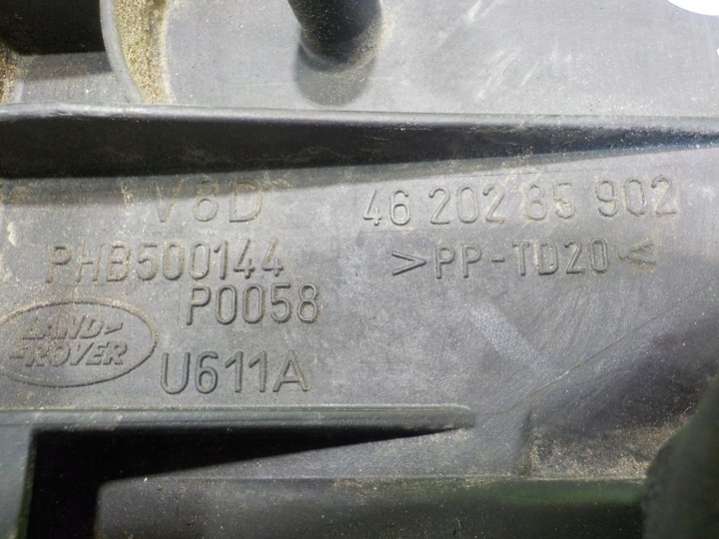 V8D 46 202 85 902
PHB500144 >PP-TD20<
P0058
LAND-
-ROVER
U611A